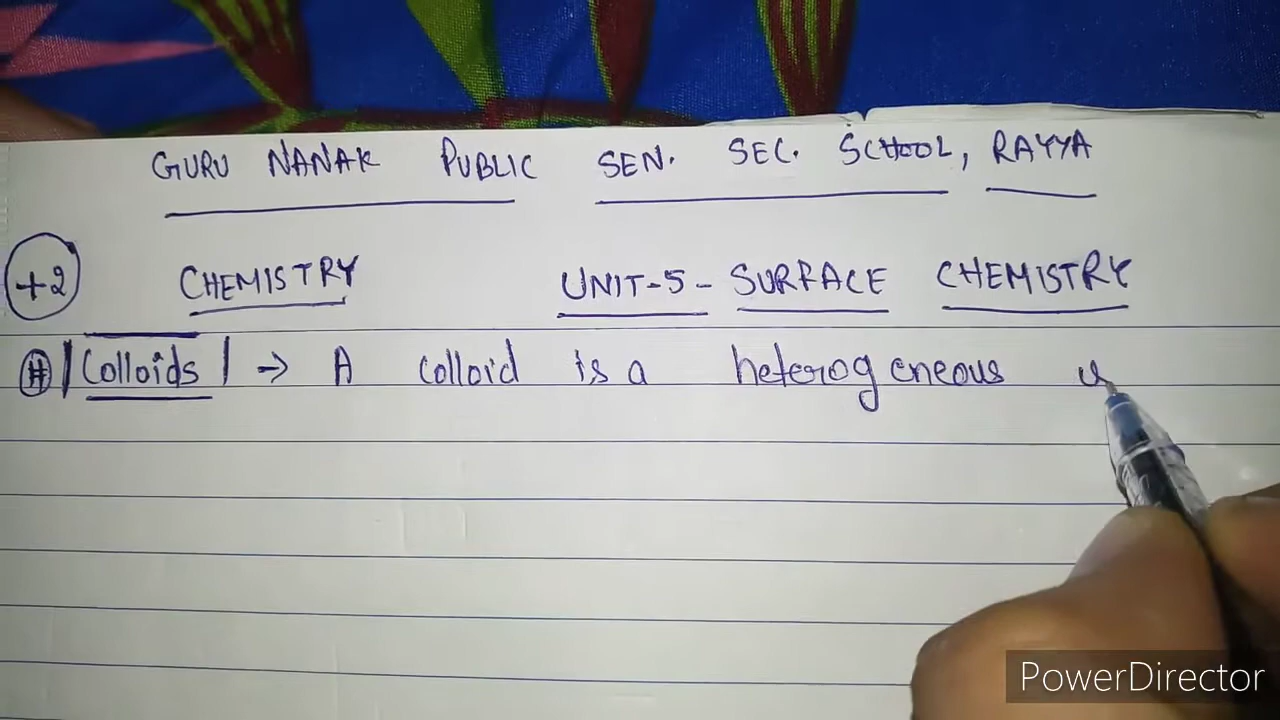 GURU NANAK PUBLIC SEN. SEC. SCHOOL, RAYYA
+2 CHEMISTRY UNIT-5- SURFACE CHEMISTRY
# |Colloids| → A colloid is a heterogeneous
PowerDirector